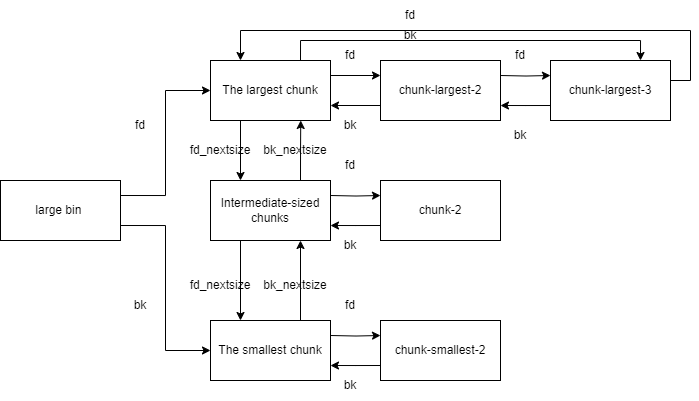 fd
bk
fd
fd
The largest chunk
chunk-largest-2
chunk-largest-3
bk
bk
fd
fd_nextsize
bk_nextsize
fd
large bin
Intermediate-sized
chunks
chunk-2
bk
fd_nextsize
bk_nextsize
bk
fd
The smallest chunk
chunk-smallest-2
bk